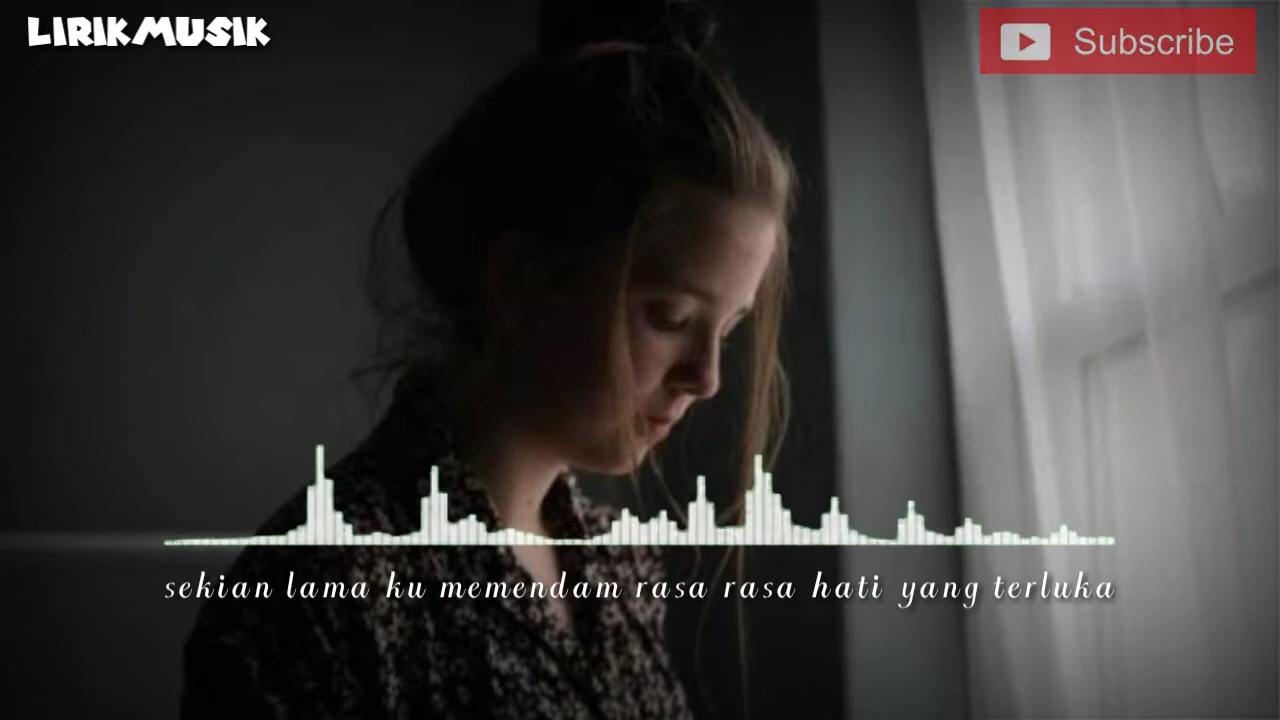 LIRIKMUSIK
Subscribe
sekian lama ku memendam rasa rasa hati yang terluka